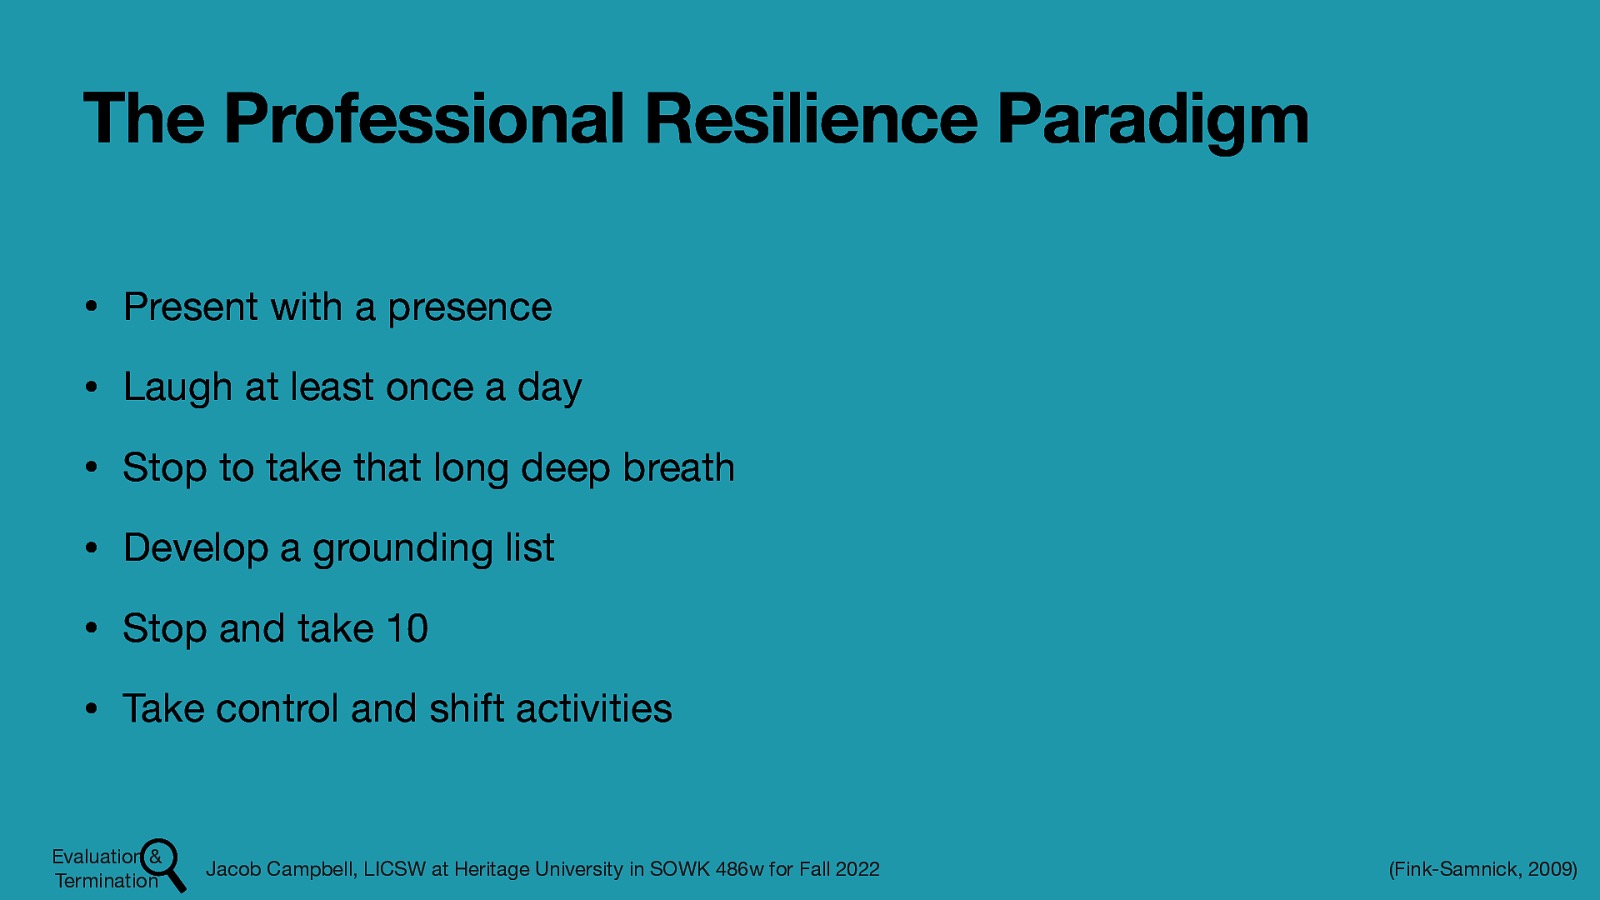 The Professional Resilience Paradigm
• Present with a presence
• Laugh at least once a day
• Stop to take that long deep breath
• Develop a grounding list
• Stop and take 10
• Take control and shift activities
Evaluation &
Termination
Jacob Campbell, LICSW at Heritage University in SOWK 486w for Fall 2022
(Fink-Samnick, 2009)